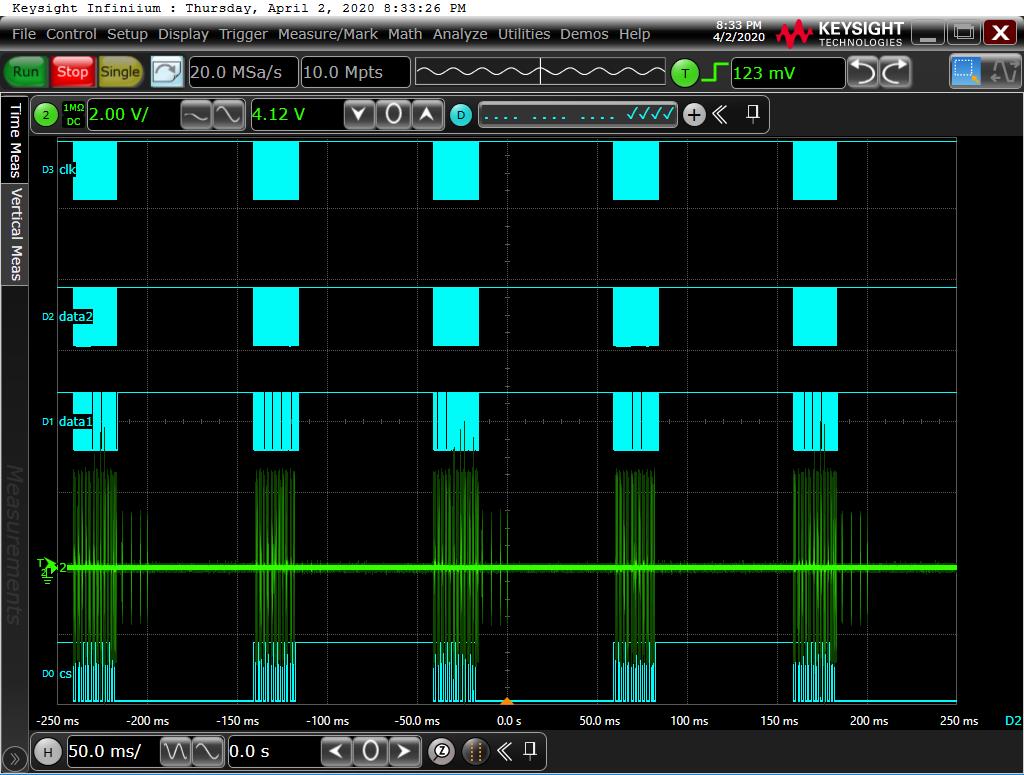 Keysight Infiniium : Thursday, April 2, 2020 8:33:26 PM
File Control Setup Display Trigger Measure/Mark Math Analyze Utilities Demos Help
8:33 PM
4/2/2020
KEYSIGHT
TECHNOLOGIES
Run Stop Single 20.0 MSa/s 10.0 Mpts T 123 mV
Time Meas
Vertical Meas
Measurements
2 1MΩ DC 2.00 V/ 0 4.12 V D
D3 clk
D2 data2
D1 data1
T
2
2
D0 cs
-250 ms -200 ms -150 ms -100 ms -50.0 ms 0.0 s 50.0 ms 100 ms 150 ms 200 ms 250 ms D2
H 50.0 ms/ 0.0 s 0 Z